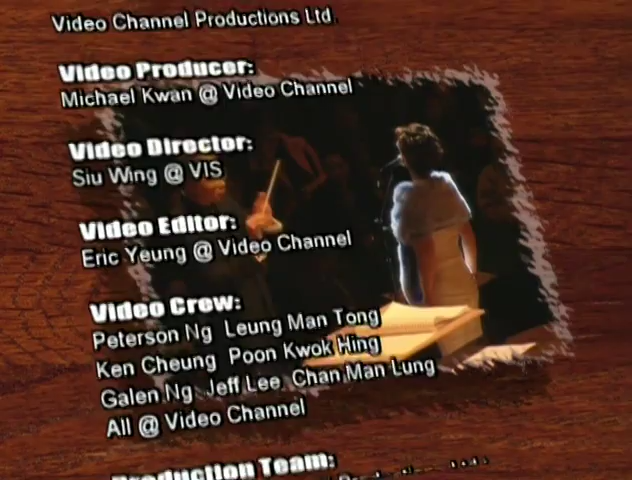 Video Channel Productions Ltd.
Video Producer:
Michael Kwan @ Video Channel
Video Director:
Siu Wing @ VIS
Video Editor:
Eric Yeung @ Video Channel
Video Crew:
Peterson Ng Leung Man Tong
Ken Cheung Poon Kwok Hing
Galen Ng Jeff Lee Chan Man Lung
All @ Video Channel
Production Team: